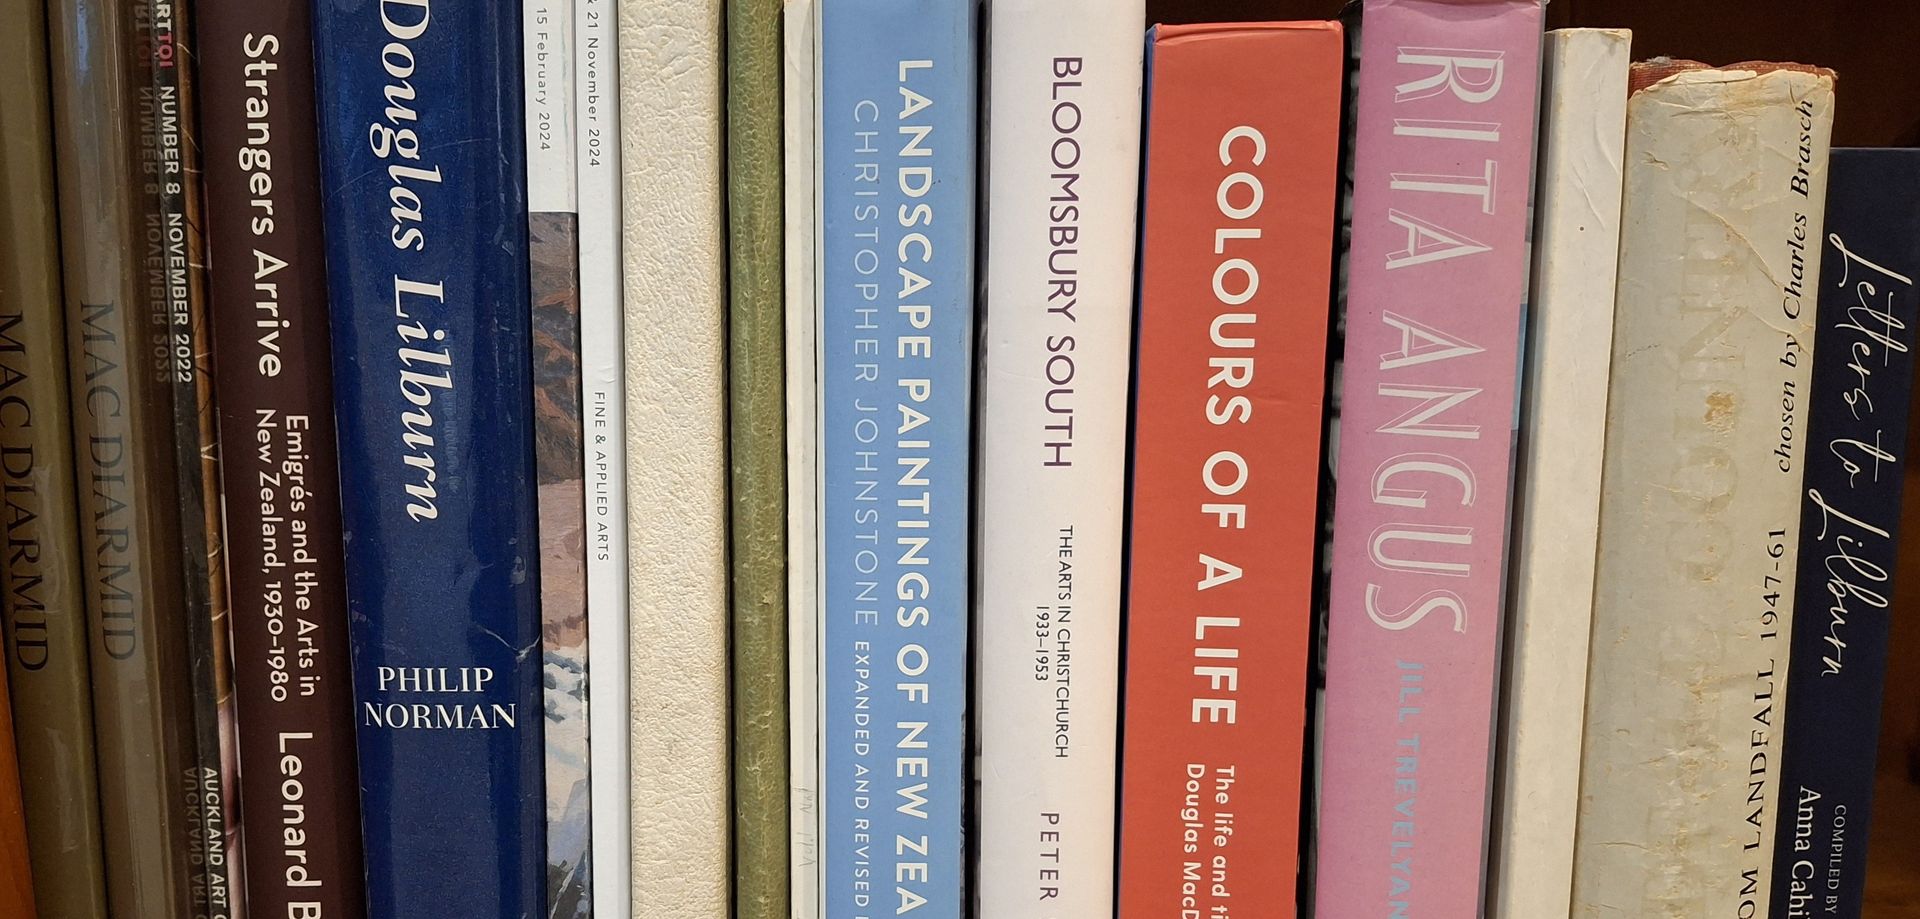 MAC DIARMID
MAC DIARMID
ART TOI
NUMBER 8 NOVEMBER 2022
AUCKLAND ART
Strangers Arrive
Emigrés and the Arts in
New Zealand, 1930–1980
Leonard B
Douglas Lilburn
PHILIP
NORMAN
15 February 2024
& 21 November 2024
FINE & APPLIED ARTS
LANDSCAPE PAINTINGS OF NEW ZEA
CHRISTOPHER JOHNSTONE EXPANDED AND REVISED
BLOOMSBURY SOUTH
THE ARTS IN CHRISTCHURCH
1933–1953
PETER
COLOURS OF A LIFE
The life and ti
Douglas MacD
RITA ANGUS
JILL TREVELYAN
chosen by Charles Brasch
OM LANDFALL 1947-61
Letters to Lilburn
COMPILED BY
Anna Cahi